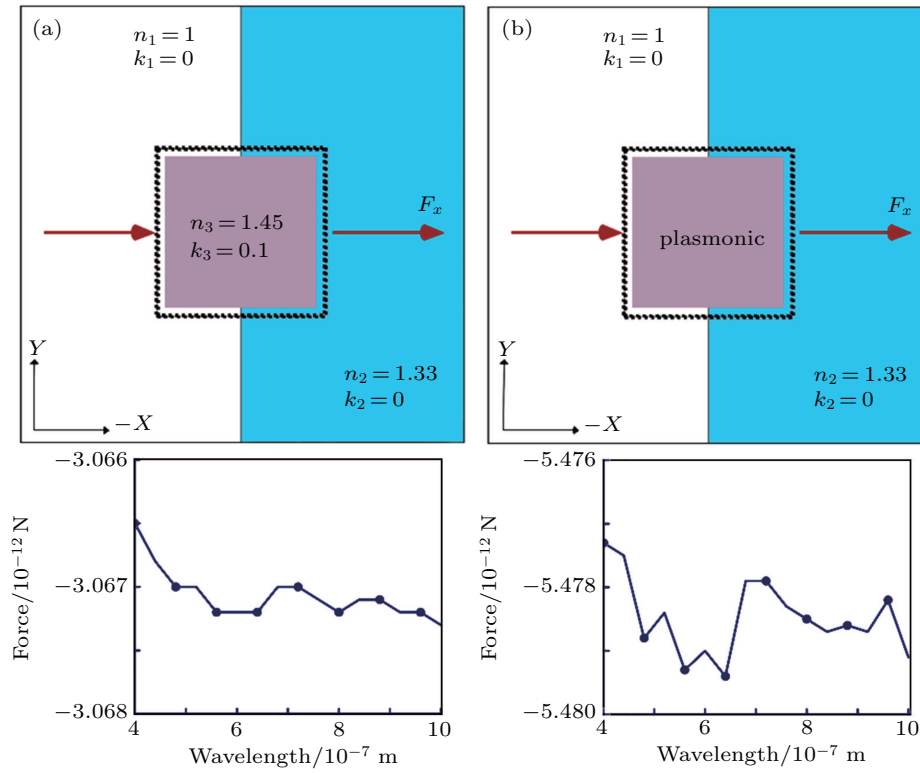 (a)
n₁ = 1
k₁ = 0
n₃ = 1.45
k₃ = 0.1
Fₓ
Y
−X
n₂ = 1.33
k₂ = 0
(b)
n₁ = 1
k₁ = 0
plasmonic
Fₓ
Y
−X
n₂ = 1.33
k₂ = 0
−3.066
−3.067
−3.068
Force/10⁻¹² N
4 6 8 10
Wavelength/10⁻⁷ m
−5.476
−5.478
−5.480
Force/10⁻¹² N
4 6 8 10
Wavelength/10⁻⁷ m